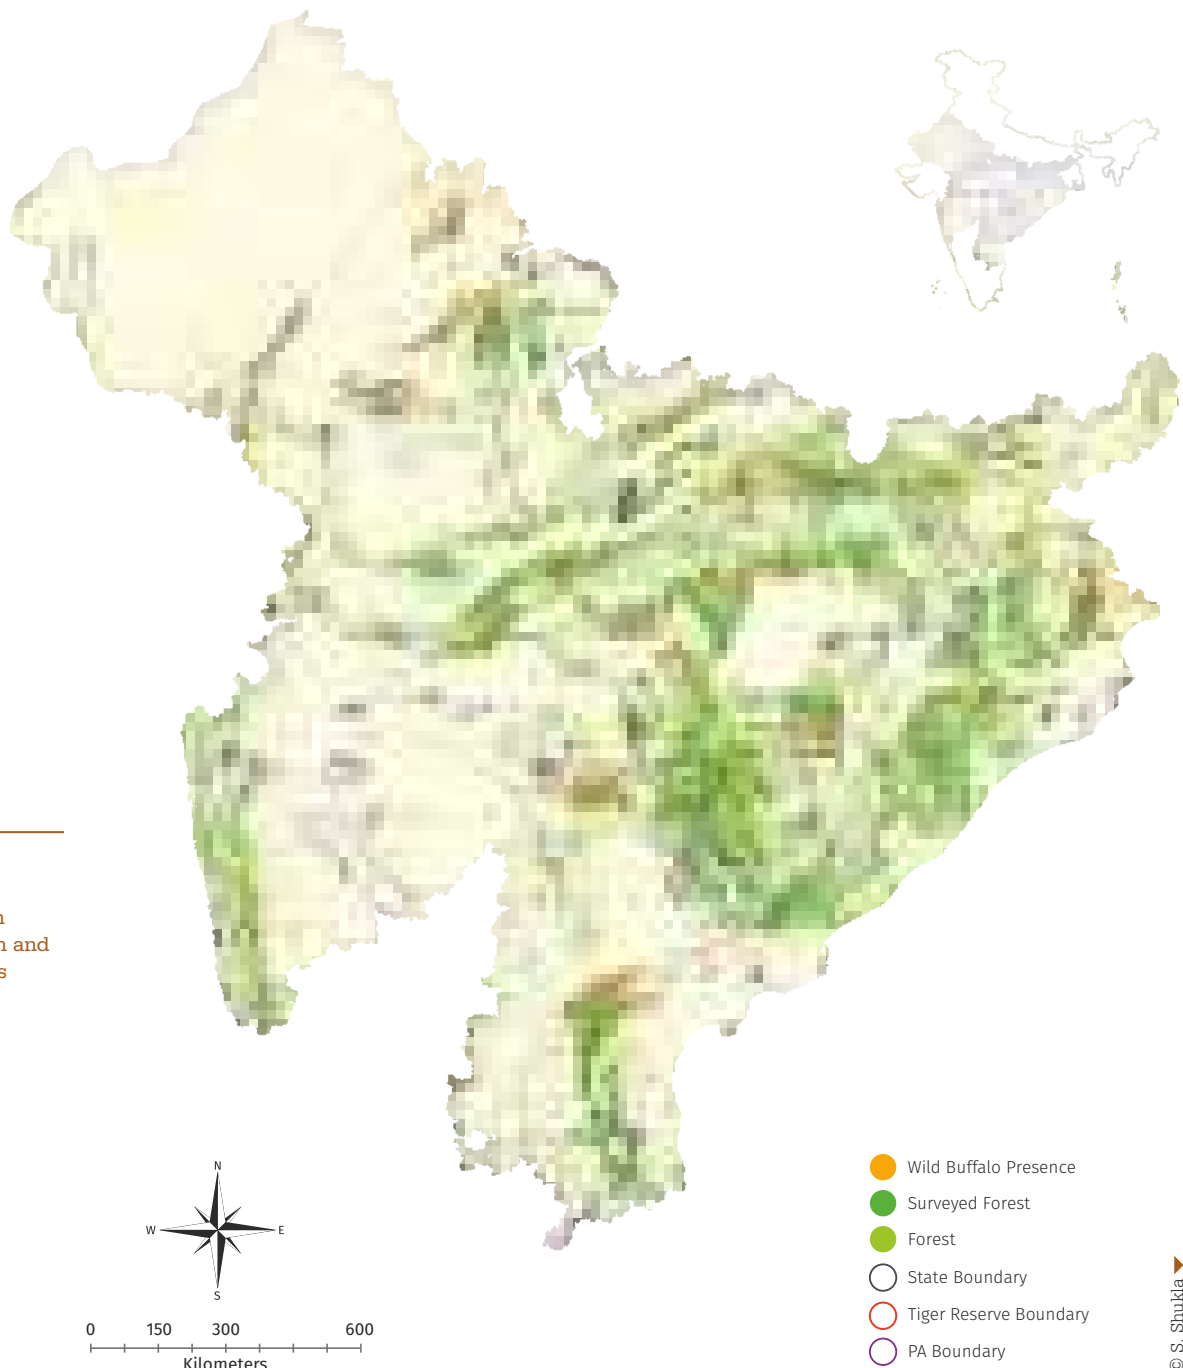 n
n and
s
N
W
E
S
0 150 300 600
Kilometers
Wild Buffalo Presence
Surveyed Forest
Forest
State Boundary
Tiger Reserve Boundary
PA Boundary
© S. Shukla